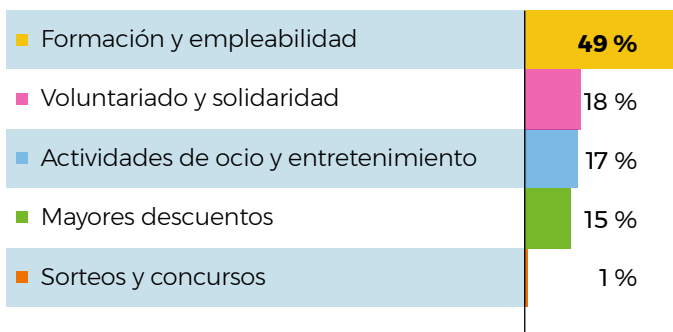 Formación y empleabilidad 49 %
Voluntariado y solidaridad 18 %
Actividades de ocio y entretenimiento 17 %
Mayores descuentos 15 %
Sorteos y concursos 1 %